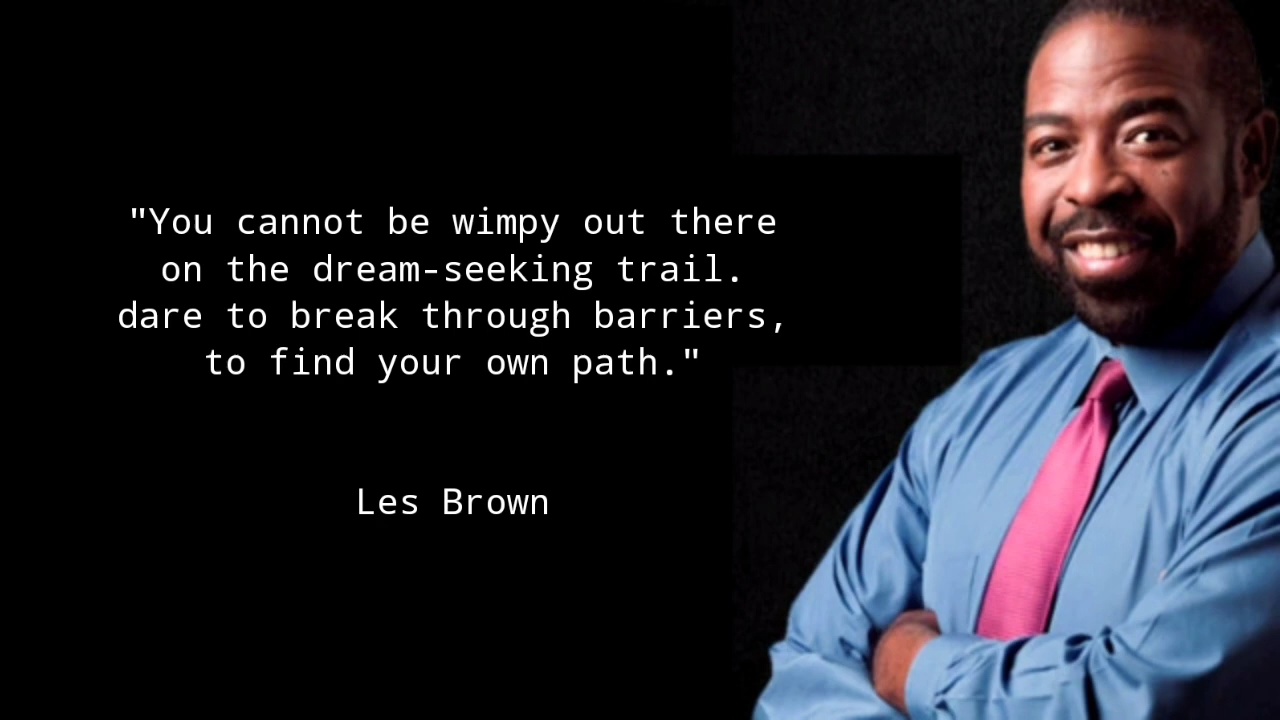 "You cannot be wimpy out there
on the dream-seeking trail.
dare to break through barriers,
to find your own path."
Les Brown